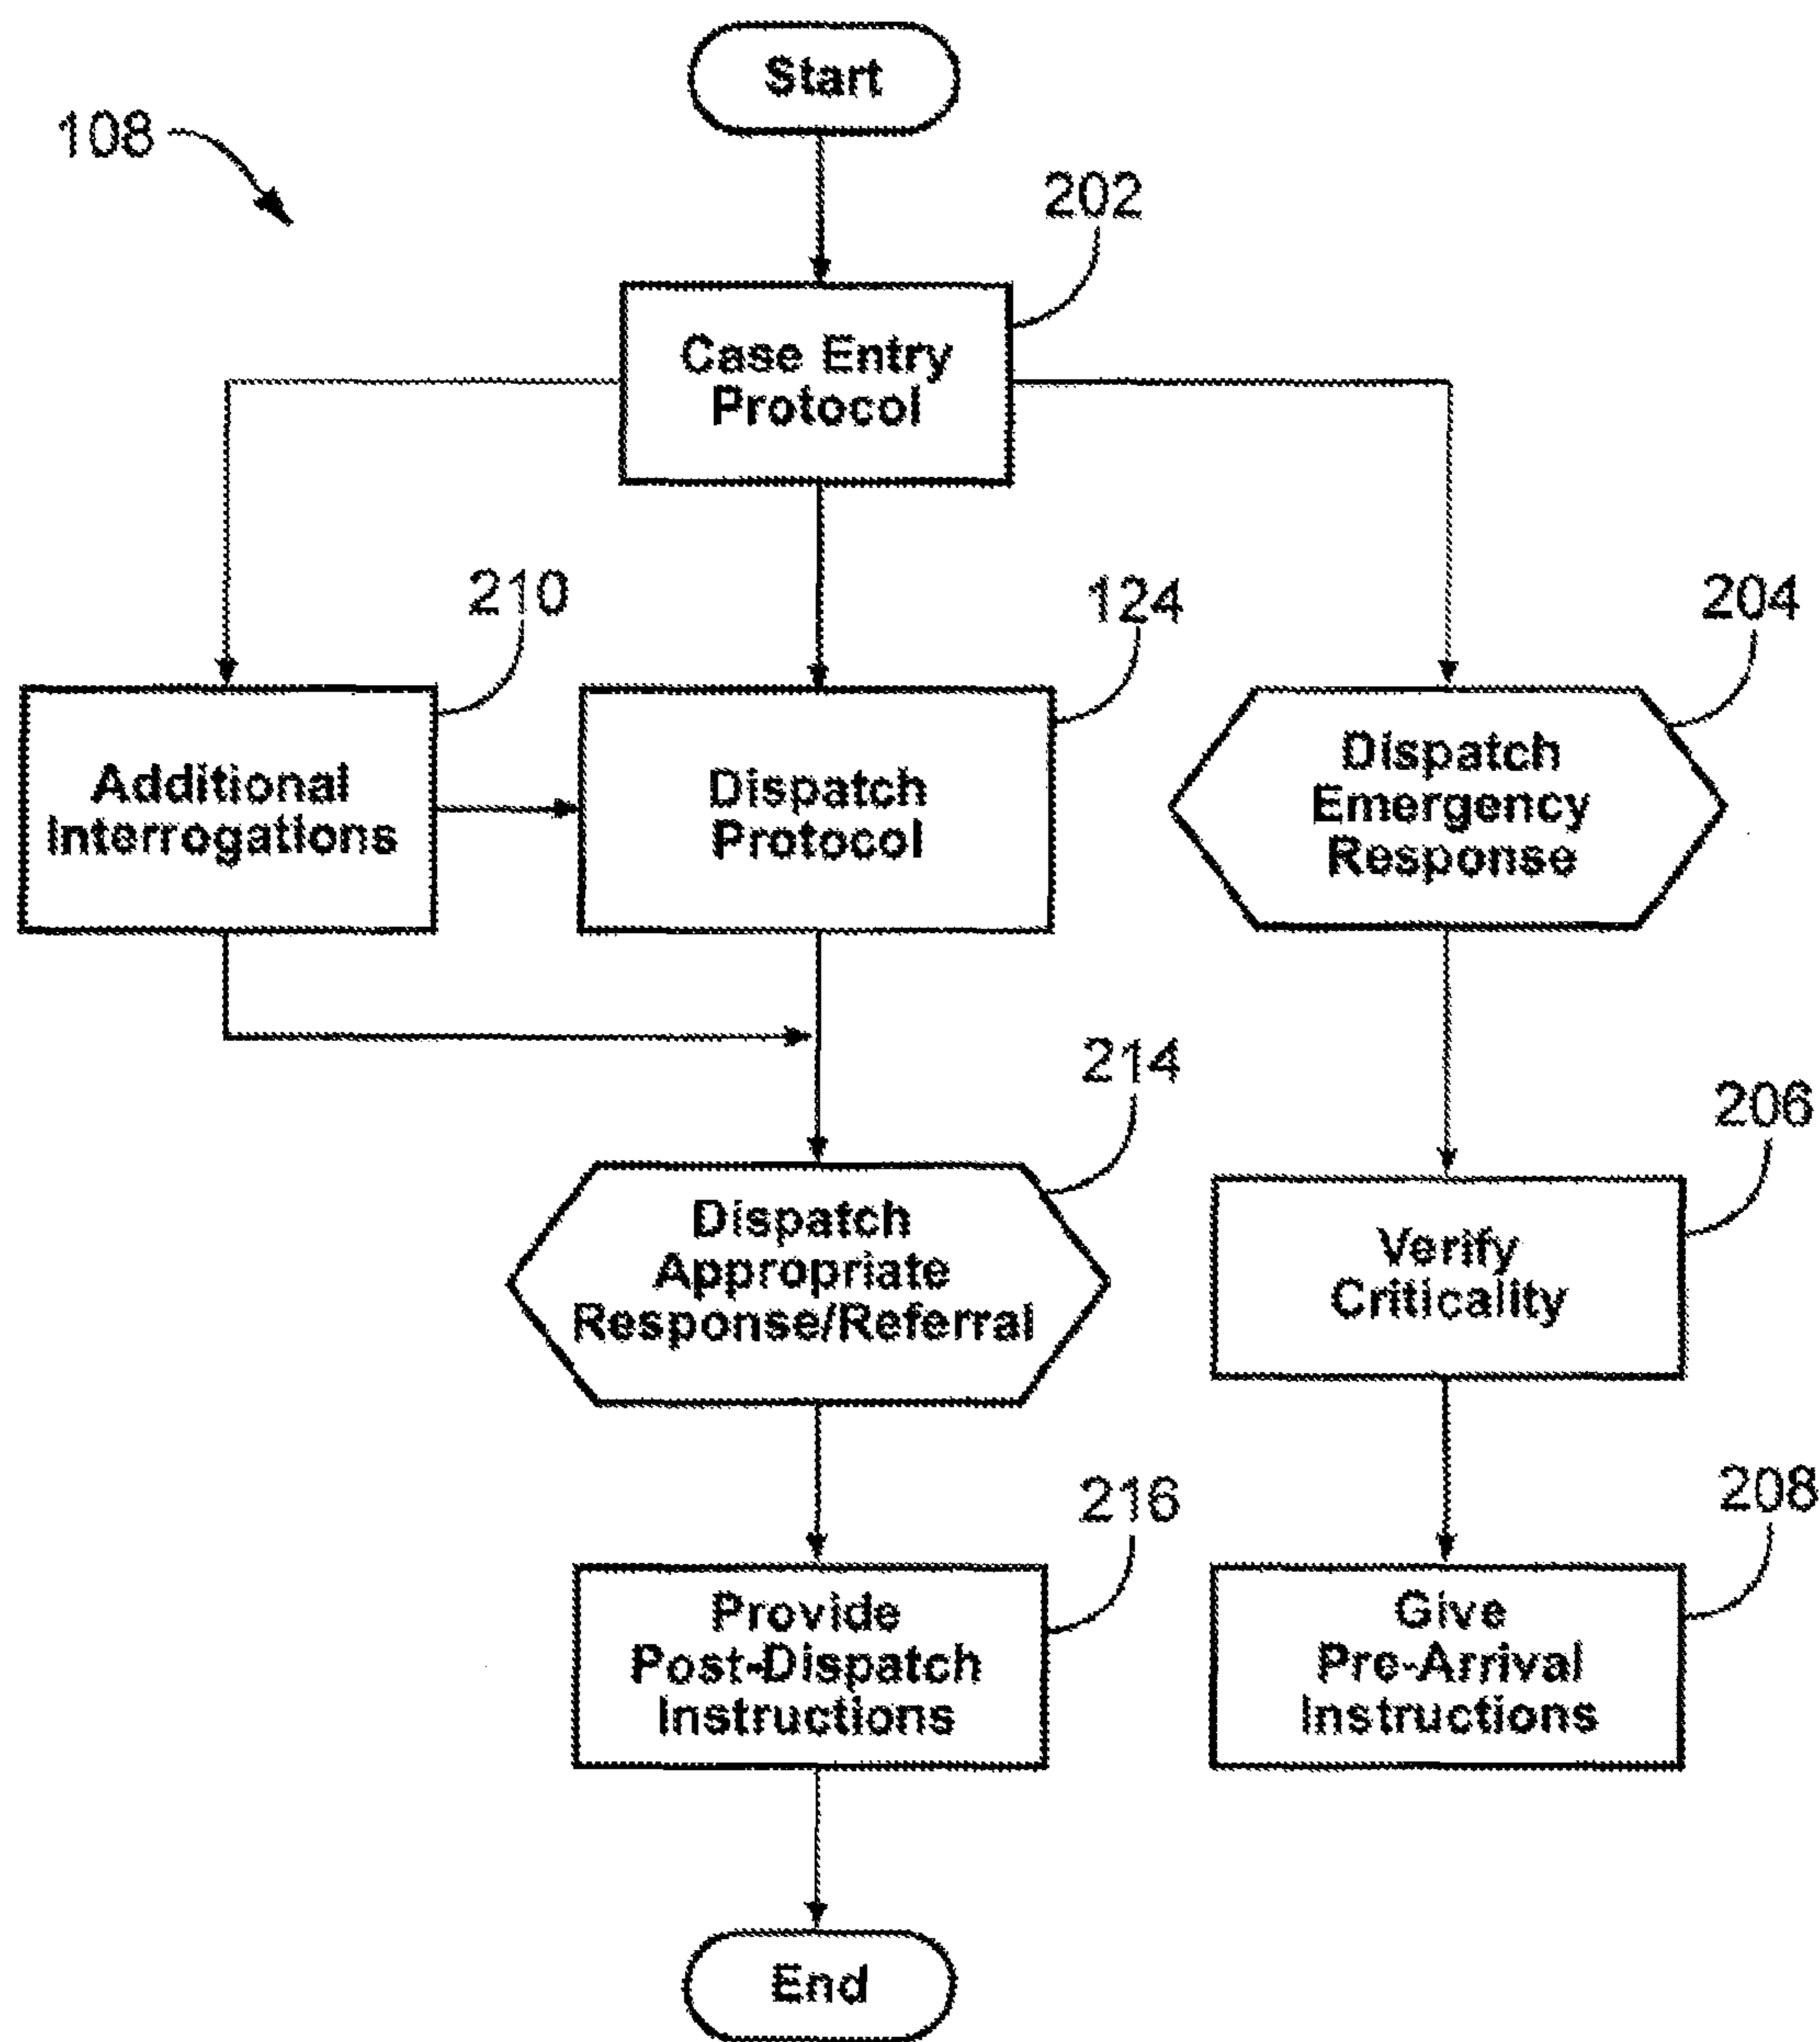 Start
108
202
Case Entry
Protocol
210
124
204
Additional
Interrogations
Dispatch
Protocol
Dispatch
Emergency
Response
214
206
Dispatch
Appropriate
Response/Referral
Verify
Criticality
216
208
Provide
Post-Dispatch
Instructions
Give
Pre-Arrival
Instructions
End